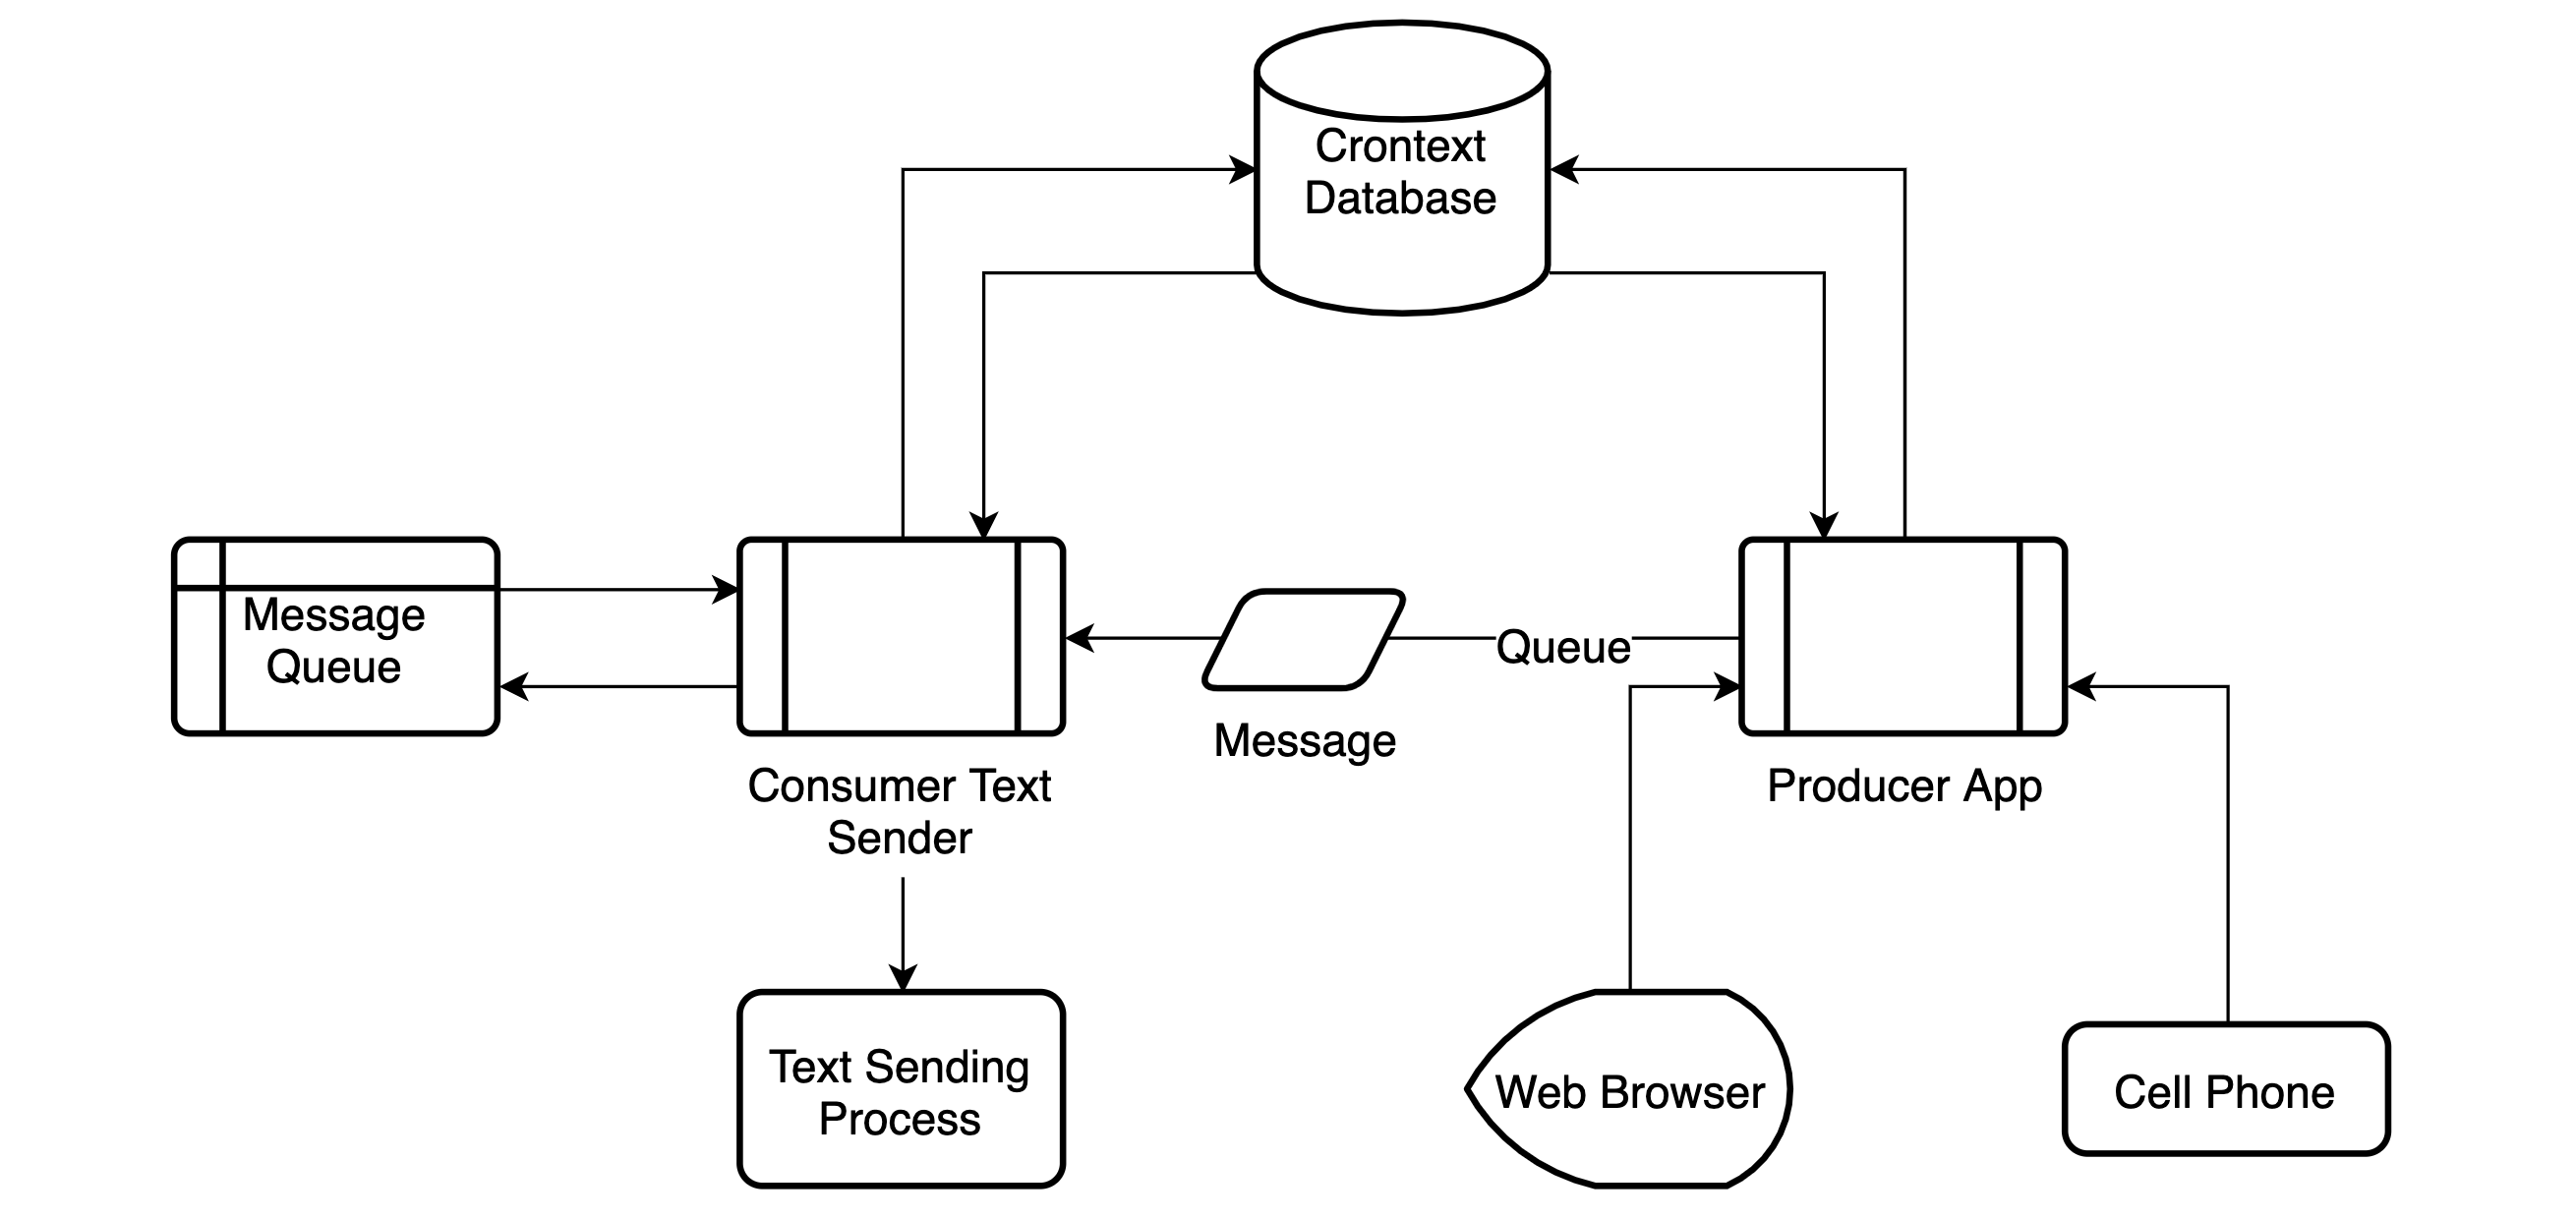 Crontext
Database
Message
Queue
Queue
Message
Consumer Text
Sender
Producer App
Text Sending
Process
Web Browser
Cell Phone